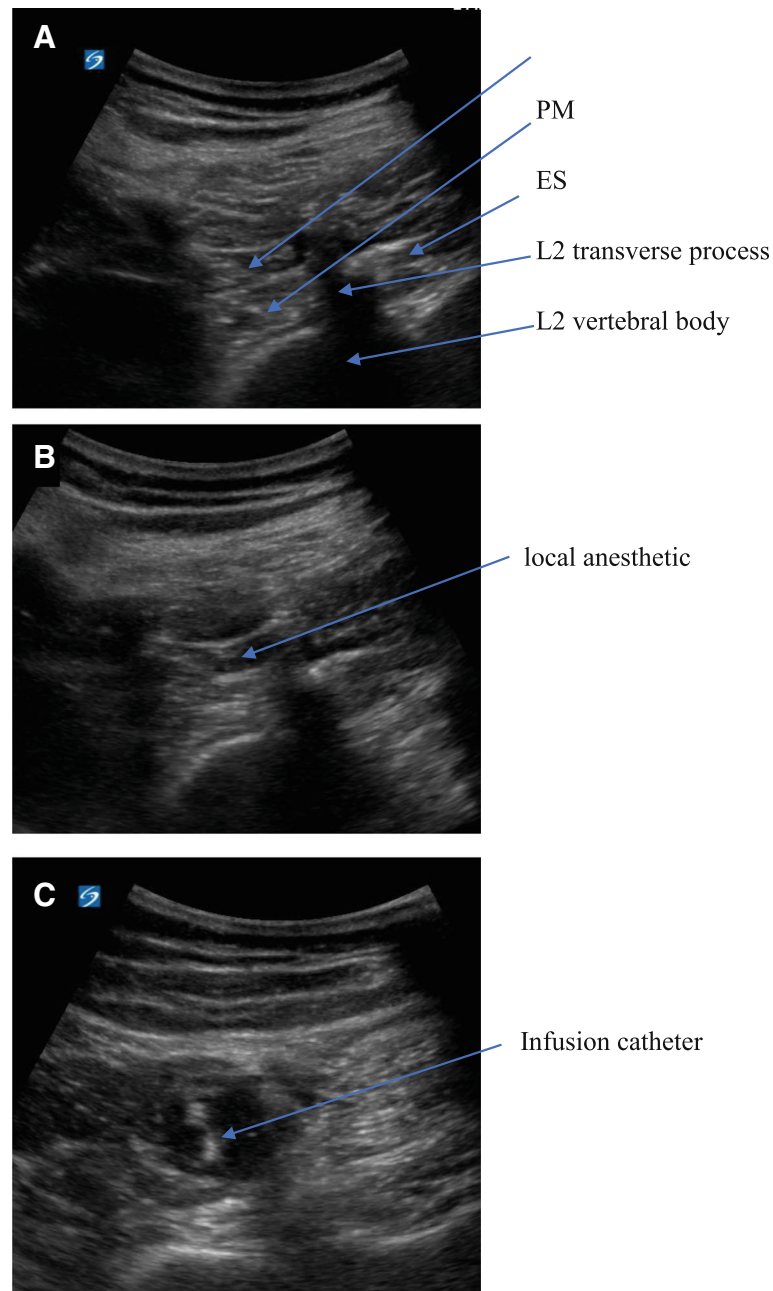 A
PM
ES
L2 transverse process
L2 vertebral body
B
local anesthetic
C
Infusion catheter